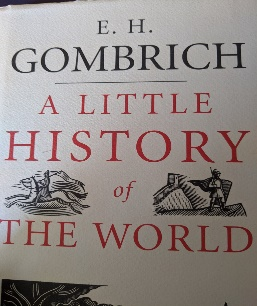 E. H.
GOMBRICH
A LITTLE
HISTORY
of
THE WORLD